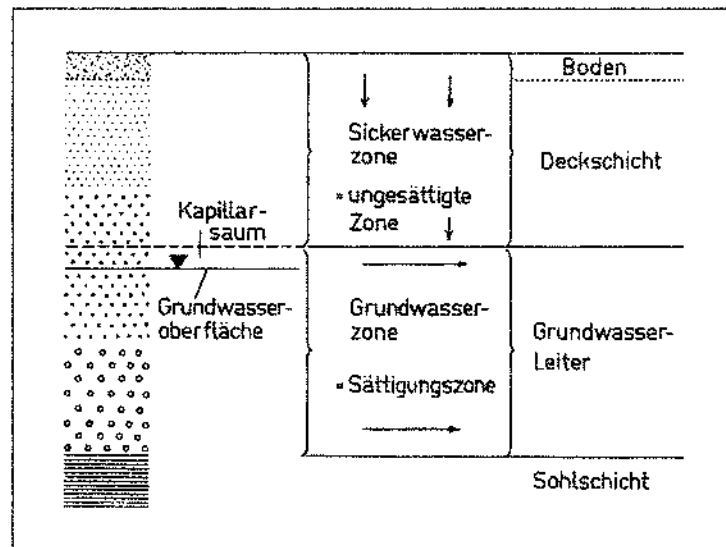 Boden
Sickerwasser-
zone
Deckschicht
= ungesättigte
Zone
Kapillar-
saum
Grundwasser-
oberfläche
Grundwasser-
zone
Grundwasser-
Leiter
= Sättigungszone
Sohlschicht